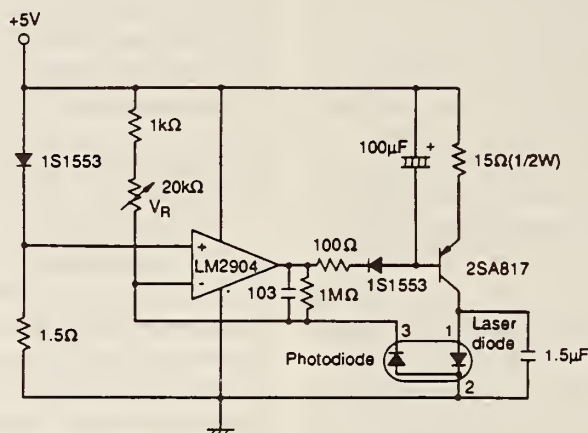 +5V
1kΩ
100μF +
15Ω(1/2W)
1S1553
20kΩ
VR
+
LM2904
-
100Ω
1S1553
2SA817
103
1MΩ
1.5Ω
3
1
Laser
diode
Photodiode
2
1.5μF